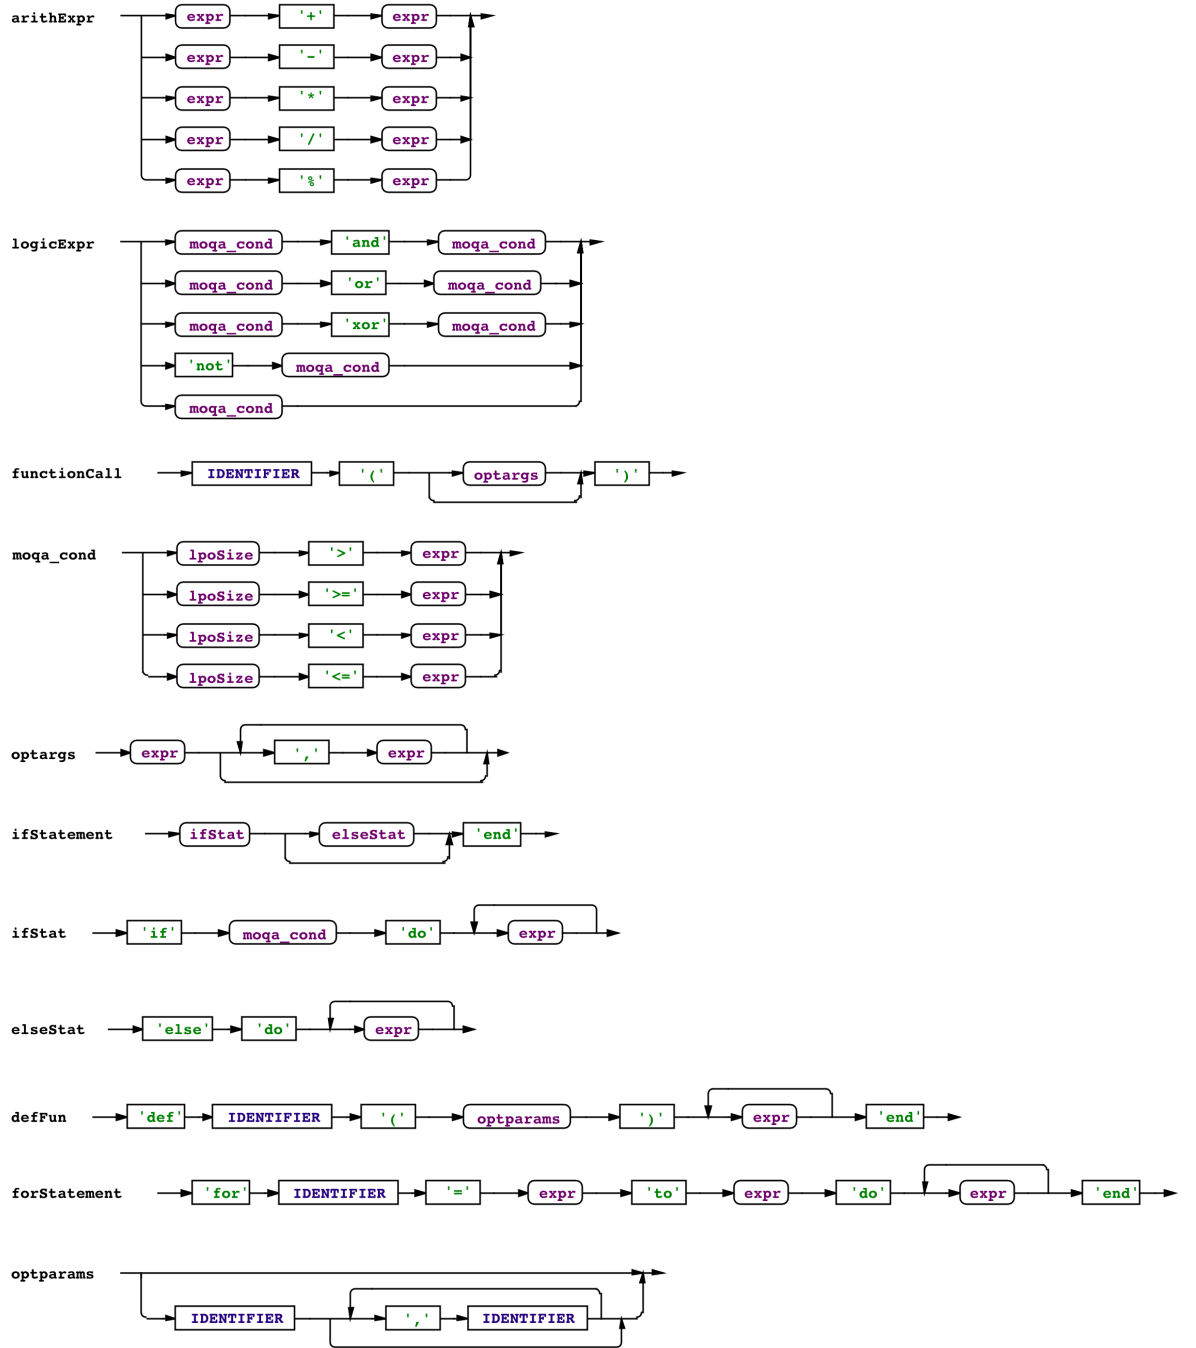 arithExpr expr '+' expr
expr '-' expr
expr '*' expr
expr '/' expr
expr '%' expr
logicExpr moqa_cond 'and' moqa_cond
moqa_cond 'or' moqa_cond
moqa_cond 'xor' moqa_cond
'not' moqa_cond
moqa_cond
functionCall IDENTIFIER '(' optargs ')'
moqa_cond lpoSize '>' expr
lpoSize '>=' expr
lpoSize '<' expr
lpoSize '<=' expr
optargs expr ',' expr
ifStatement ifStat elseStat 'end'
ifStat 'if' moqa_cond 'do' expr
elseStat 'else' 'do' expr
defFun 'def' IDENTIFIER '(' optparams ')' expr 'end'
forStatement 'for' IDENTIFIER '=' expr 'to' expr 'do' expr 'end'
optparams
IDENTIFIER ',' IDENTIFIER